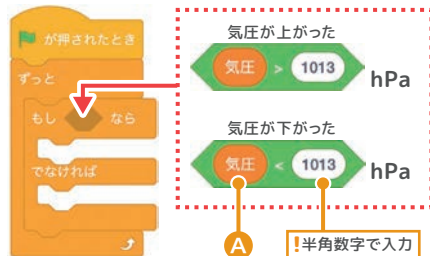 が押されたとき
ずっと
もし なら
でなければ
気圧が上がった
気圧 > 1013 hPa
気圧が下がった
気圧 < 1013 hPa
A
!半角数字で入力